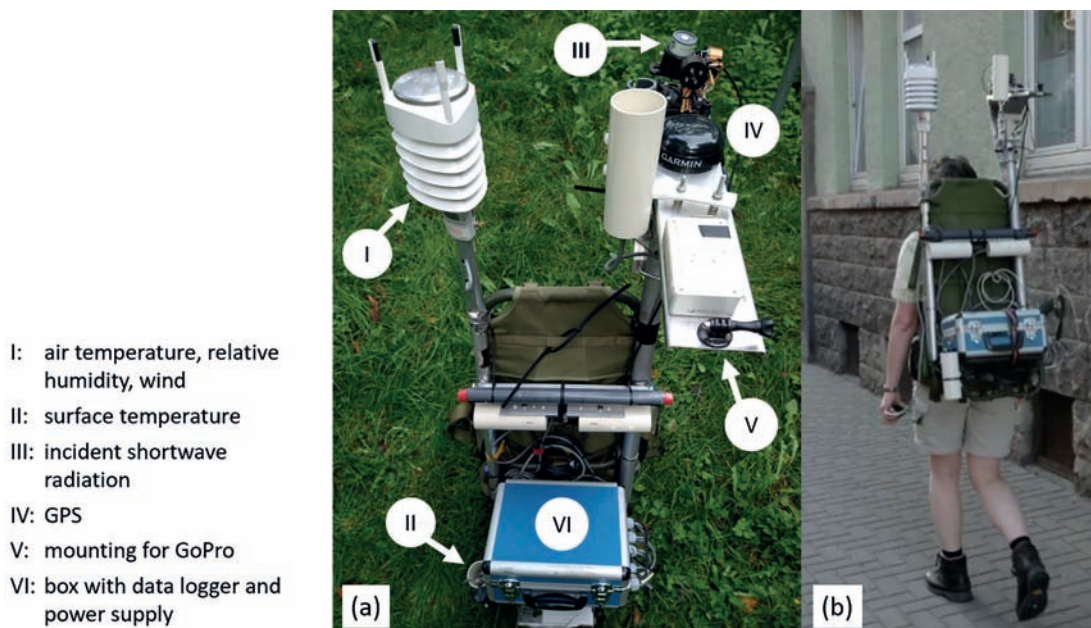 I: air temperature, relative
humidity, wind
II: surface temperature
III: incident shortwave
radiation
IV: GPS
V: mounting for GoPro
VI: box with data logger and
power supply
III
IV
GARMIN
I
V
II
VI
(a)
(b)